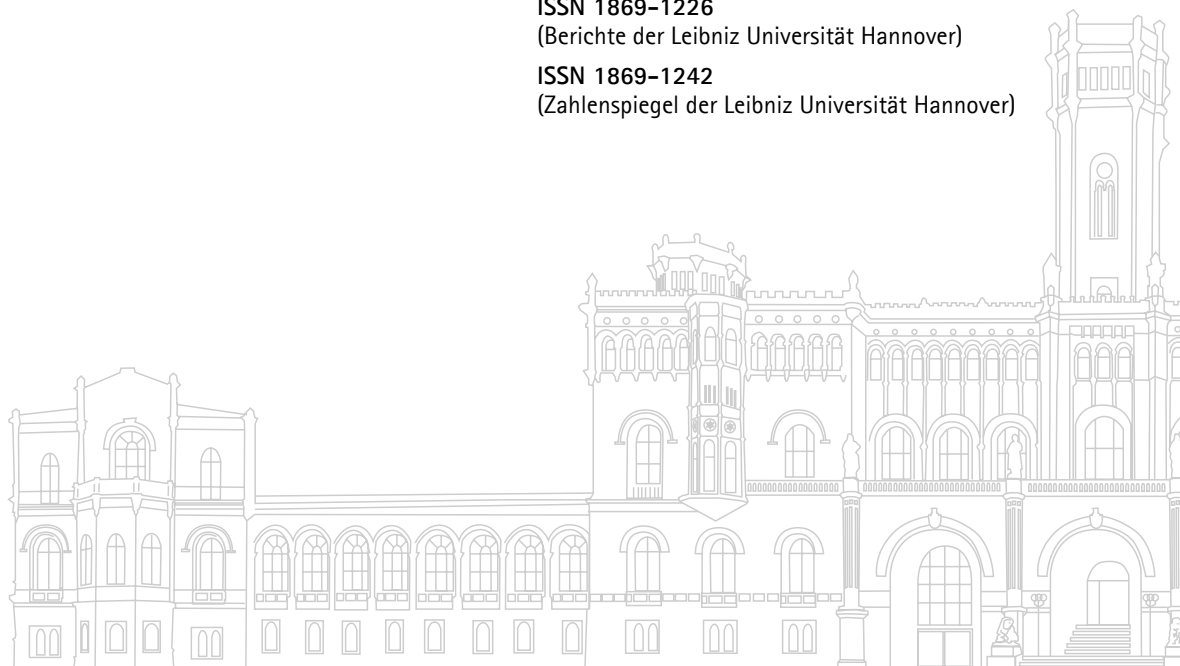 ISSN 1869-1226
(Berichte der Leibniz Universität Hannover)
ISSN 1869-1242
(Zahlenspiegel der Leibniz Universität Hannover)